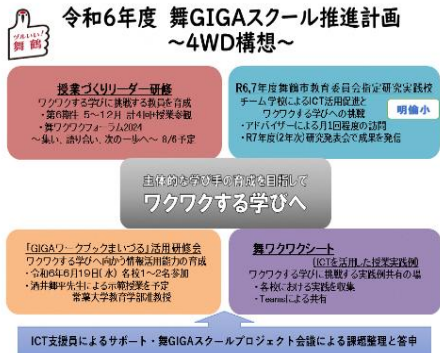 ヅルいい!
舞鶴
令和6年度 舞GIGAスクール推進計画
～4WD構想～
授業づくりリーダー研修
ワクワクする学びに挑戦する教員を育成
・第6期生 5～12月 計4回+授業参観
・舞ワクワクフォーラム2024
～集い、語り合い、次の一歩へ～ 8/6予定
R6,7年度舞鶴市教育委員会指定研究実践校
チーム学校によるICT活用促進と
ワクワクする学びへの挑戦
明倫小
・アドバイザーによる月1回程度の訪問
・R7年度(2年次)研究発表会で成果を発信
主体的な学び手の育成を目指して
ワクワクする学びへ
「GIGAワークブックまいづる」活用研修会
ワクワクする学びへ向かう情報活用能力の育成
・令和6年6月19日(水) 各校1～2名参加
・酒井郷平先生による示範授業を予定
常葉大学教育学部准教授
舞ワクワクシート
(ICTを活用した授業実践例)
ワクワクする学びに挑戦する実践例共有の場
・各校における実践を収集
・Teamsによる共有
ICT支援員によるサポート・舞GIGAスクールプロジェクト会議による課題整理と答申